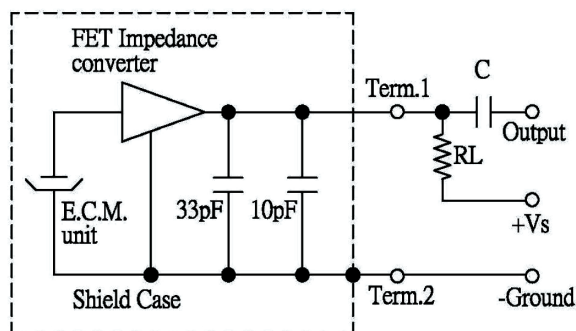 FET Impedance
converter
Term.1
C
Output
RL
E.C.M.
unit
33pF
10pF
+Vs
Shield Case
Term.2
-Ground